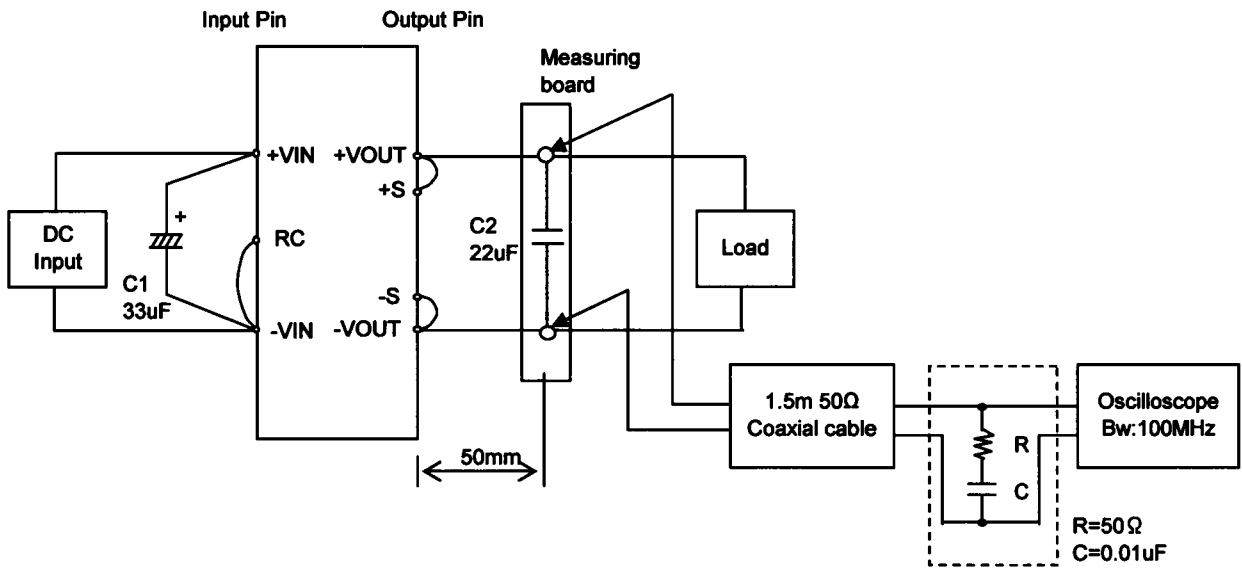 Input Pin
Output Pin
Measuring
board
+VIN
+VOUT
+S
+
DC
Input
RC
C1
33uF
C2
22uF
Load
-S
-VIN
-VOUT
50mm
1.5m 50Ω
Coaxial cable
R
C
Oscilloscope
Bw:100MHz
R=50Ω
C=0.01uF